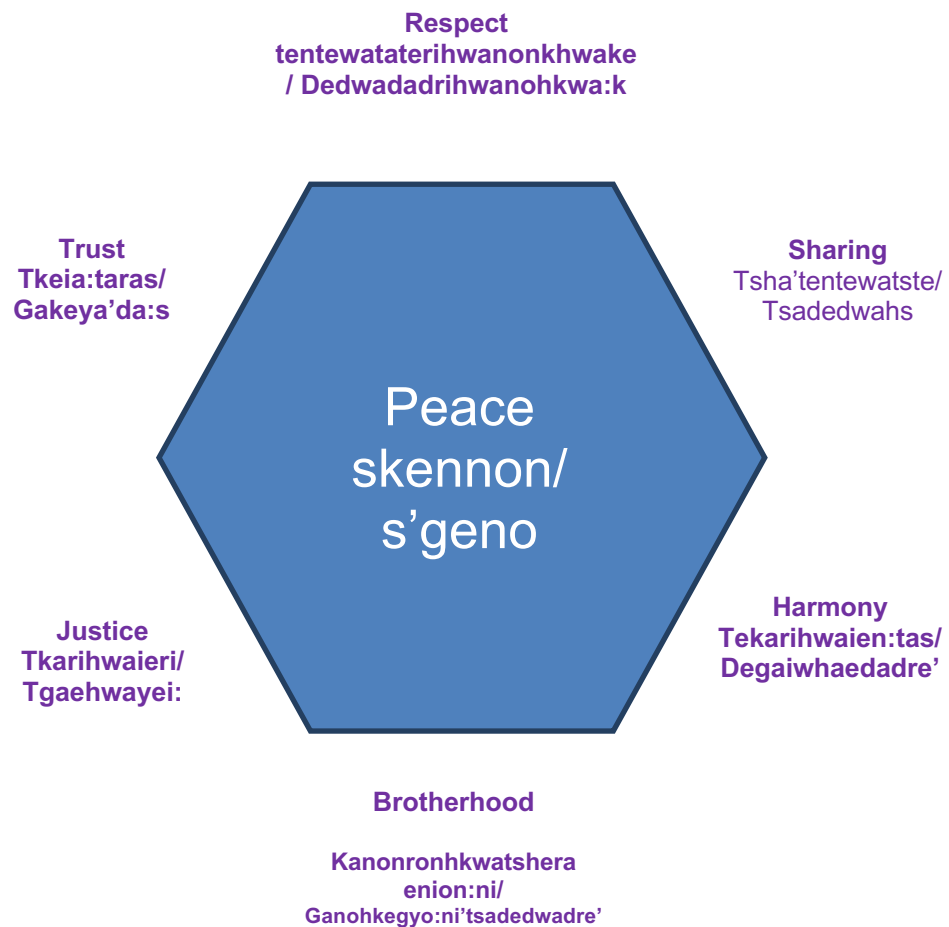 Respect
tentewataterihwanonkhwake
/ Dedwadadrihwanohkwa:k
Trust
Tkeia:taras/
Gakeya’da:s
Sharing
Tsha’tentewatste/
Tsadedwahs
Peace
skennon/
s’geno
Justice
Tkarihwaieri/
Tgaehwayei:
Harmony
Tekarihwaien:tas/
Degaiwhaedadre’
Brotherhood
Kanonronhkwatshera
enion:ni/
Ganohkegyo:ni’tsadedwadre’